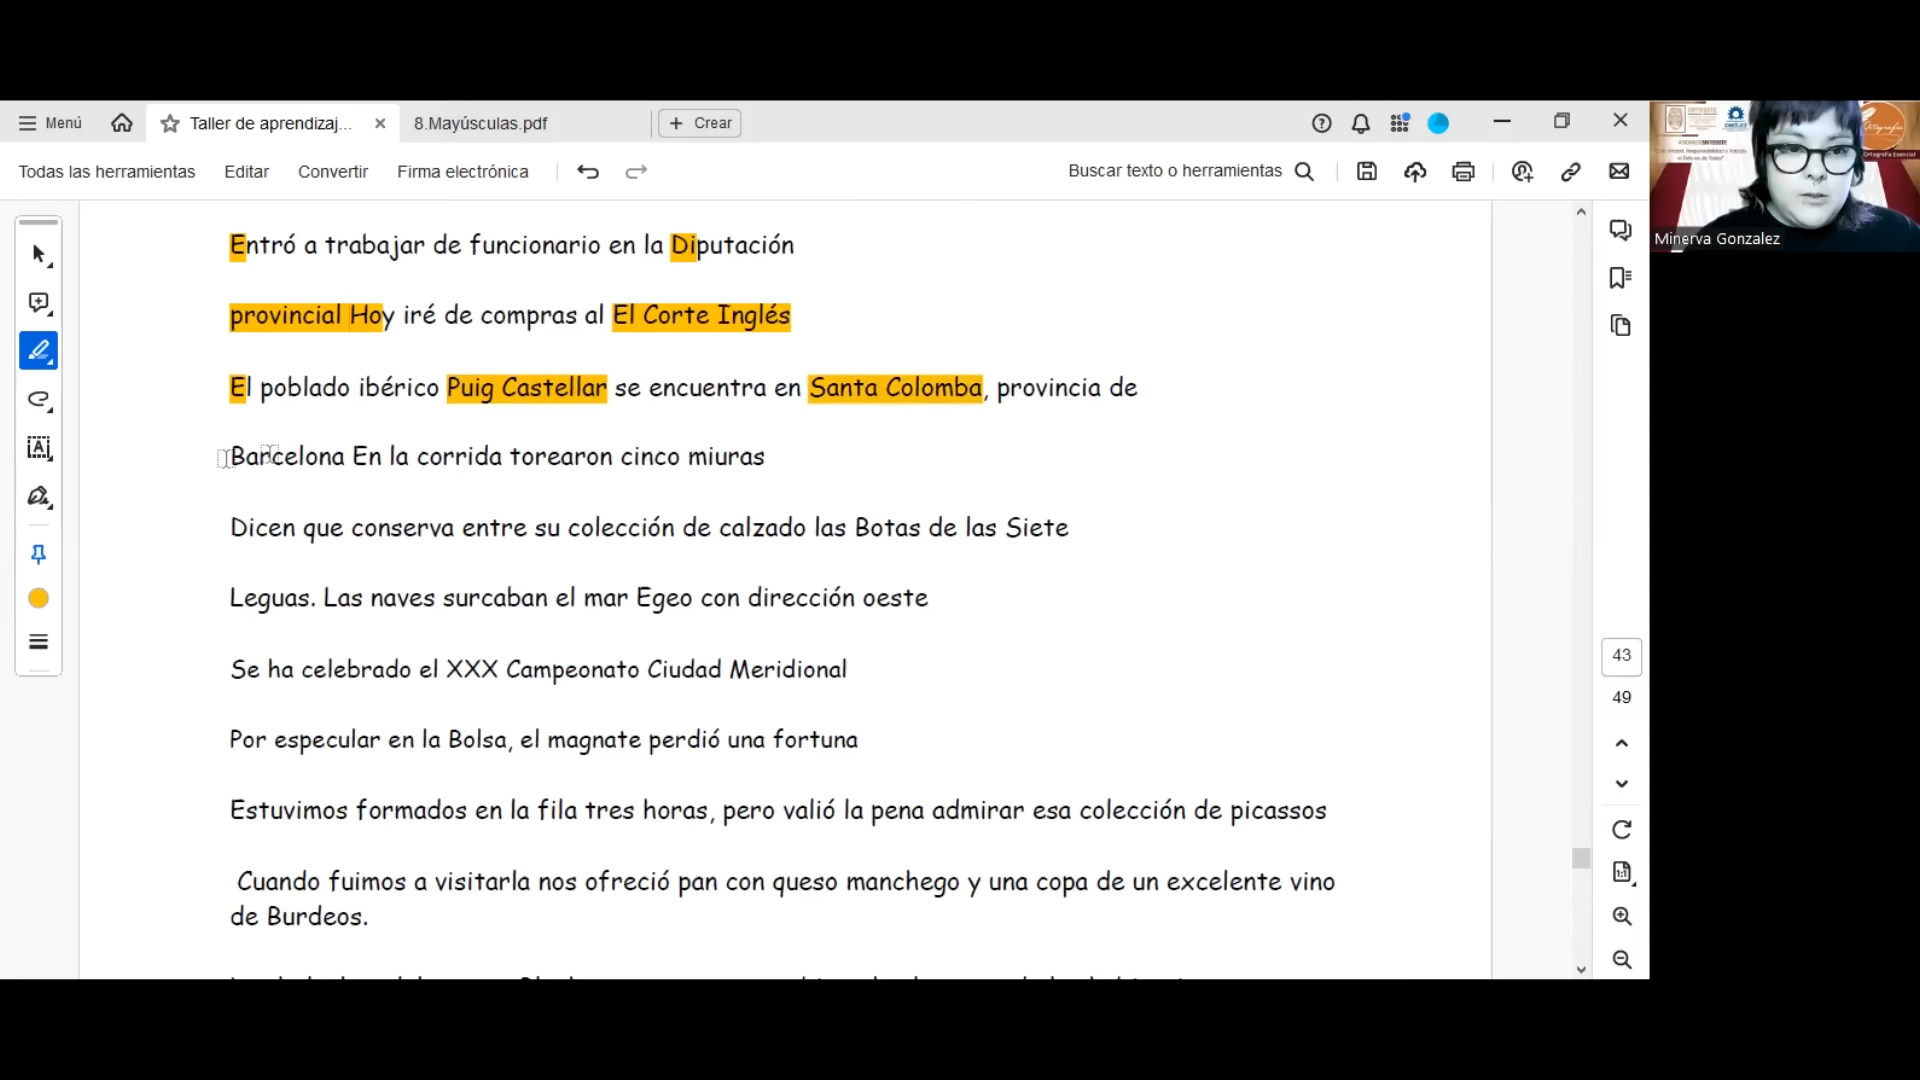 Menú
Taller de aprendizaj...
8.Mayúsculas.pdf
Crear
Todas las herramientas
Editar
Convertir
Firma electrónica
Buscar texto o herramientas
Entró a trabajar de funcionario en la Diputación
provincial Hoy iré de compras al El Corte Inglés
El poblado ibérico Puig Castellar se encuentra en Santa Colomba, provincia de
Barcelona En la corrida torearon cinco miuras
Dicen que conserva entre su colección de calzado las Botas de las Siete
Leguas. Las naves surcaban el mar Egeo con dirección oeste
Se ha celebrado el XXX Campeonato Ciudad Meridional
Por especular en la Bolsa, el magnate perdió una fortuna
Estuvimos formados en la fila tres horas, pero valió la pena admirar esa colección de picassos
Cuando fuimos a visitarla nos ofreció pan con queso manchego y una copa de un excelente vino
de Burdeos.
43
49
1:1
Ortografía
Ortografía Esencial
Minerva Gonzalez